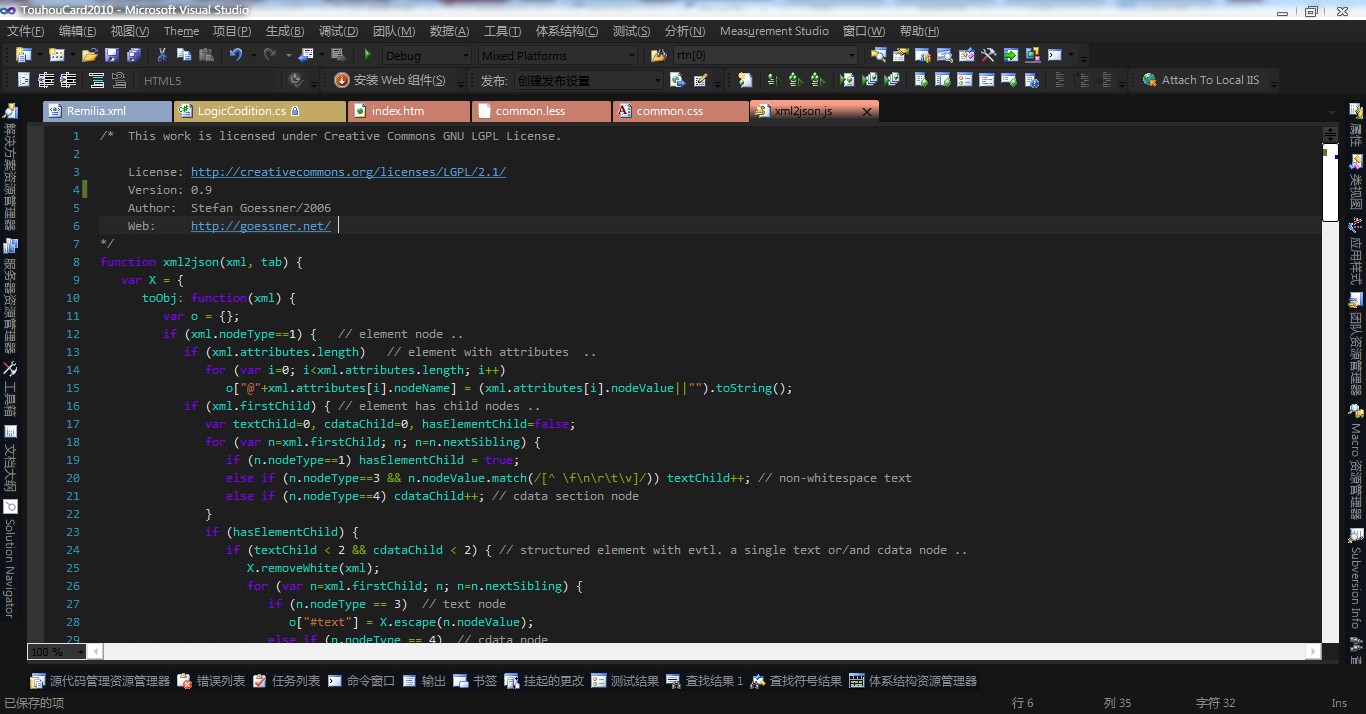 TouhouCard2010 - Microsoft Visual Studio
文件(F) 编辑(E) 视图(V) Theme 项目(P) 生成(B) 调试(D) 团队(M) 数据(A) 工具(T) 体系结构(C) 测试(S) 分析(N) Measurement Studio 窗口(W) 帮助(H)
Debug Mixed Platforms rtn[0]
HTML5 安装 Web 组件(S) 发布: 创建发布设置 Attach To Local IIS
Remilia.xml LogicCodition.cs index.htm common.less common.css xml2json.js
1 /*  This work is licensed under Creative Commons GNU LGPL License.
2
3     License: http://creativecommons.org/licenses/LGPL/2.1/
4     Version: 0.9
5     Author:  Stefan Goessner/2006
6     Web:     http://goessner.net/
7 */
8 function xml2json(xml, tab) {
9    var X = {
10       toObj: function(xml) {
11          var o = {};
12          if (xml.nodeType==1) {   // element node ..
13             if (xml.attributes.length)   // element with attributes  ..
14                for (var i=0; i<xml.attributes.length; i++)
15                   o["@"+xml.attributes[i].nodeName] = (xml.attributes[i].nodeValue||"").toString();
16             if (xml.firstChild) { // element has child nodes ..
17                var textChild=0, cdataChild=0, hasElementChild=false;
18                for (var n=xml.firstChild; n; n=n.nextSibling) {
19                   if (n.nodeType==1) hasElementChild = true;
20                   else if (n.nodeType==3 && n.nodeValue.match(/[^ \f\n\r\t\v]/)) textChild++; // non-whitespace text
21                   else if (n.nodeType==4) cdataChild++; // cdata section node
22                }
23                if (hasElementChild) {
24                   if (textChild < 2 && cdataChild < 2) { // structured element with evtl. a single text or/and cdata node ..
25                      X.removeWhite(xml);
26                      for (var n=xml.firstChild; n; n=n.nextSibling) {
27                         if (n.nodeType == 3)  // text node
28                            o["#text"] = X.escape(n.nodeValue);
29                         else if (n.nodeType == 4)  // cdata node
100 %
解决方案资源管理器
服务器资源管理器
工具箱
文档大纲
Solution Navigator
属性
类视图
应用样式
团队资源管理器
Macro 资源管理器
Subversion Info
源代码管理资源管理器 错误列表 任务列表 命令窗口 输出 书签 挂起的更改 测试结果 查找结果 1 查找符号结果 体系结构资源管理器
已保存的项 行 6 列 35 字符 32 Ins